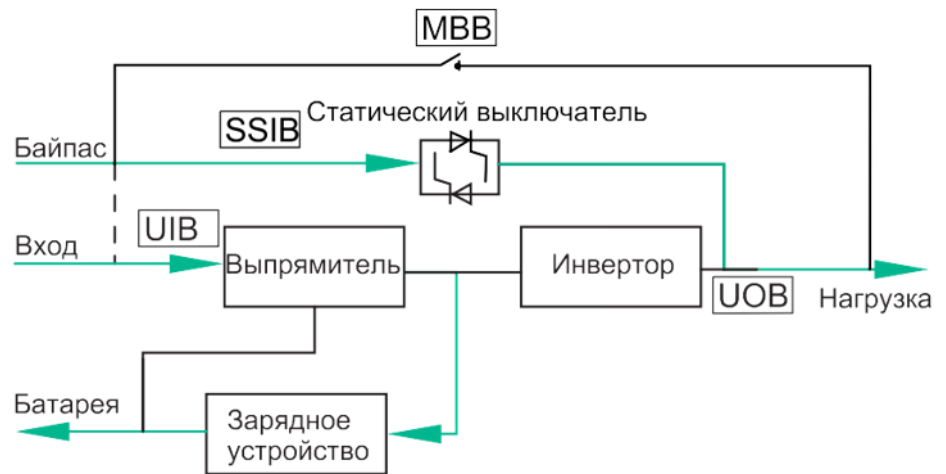 MBB
Статический выключатель
SSIB
Байпас
UIB
Вход
Выпрямитель
Инвертор
UOB
Нагрузка
Батарея
Зарядное
устройство